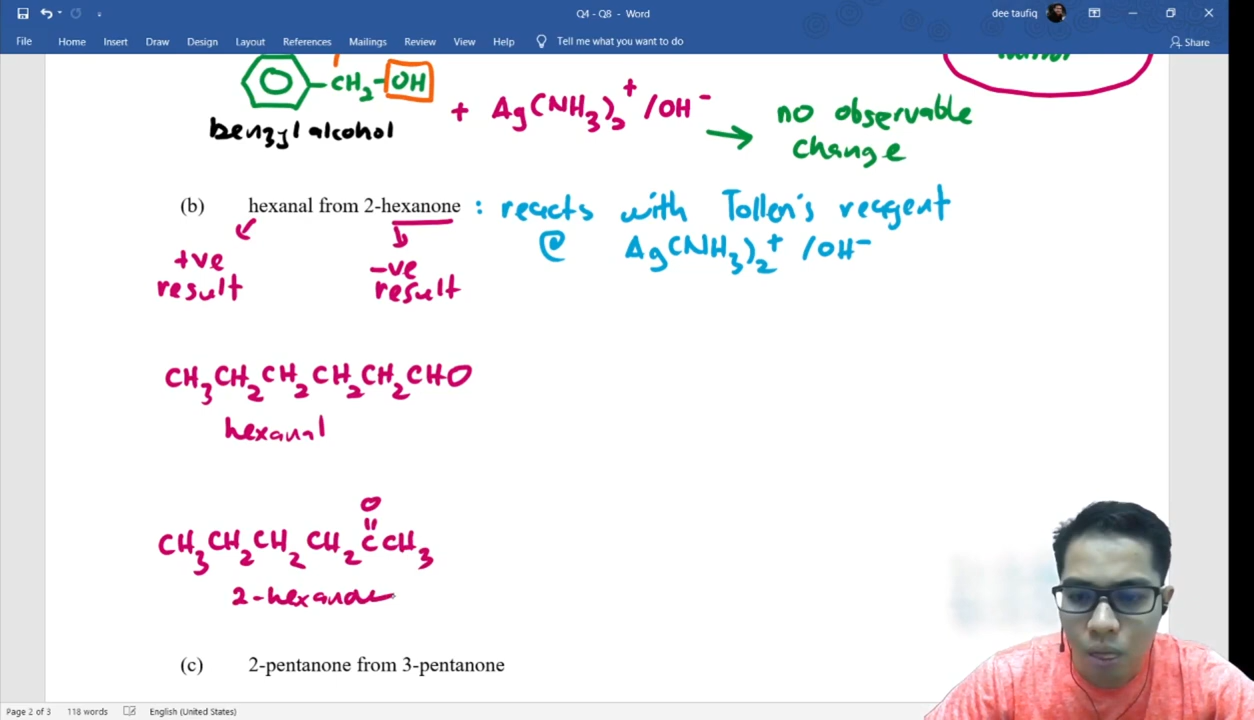 Q4 - Q8 - Word
dee taufiq
File Home Insert Draw Design Layout References Mailings Review View Help Tell me what you want to do
Share
CH2-OH
benzyl alcohol
+ Ag(NH3)2+ /OH-
no observable
change
(b) hexanal from 2-hexanone : reacts with Tollen's reagent
@ Ag(NH3)2+ /OH-
+ve
result
-ve
result
CH3CH2CH2CH2CH2CHO
hexanal
O
CH3CH2CH2CH2CCH3
2-hexanone
(c) 2-pentanone from 3-pentanone
Page 2 of 3 118 words English (United States)